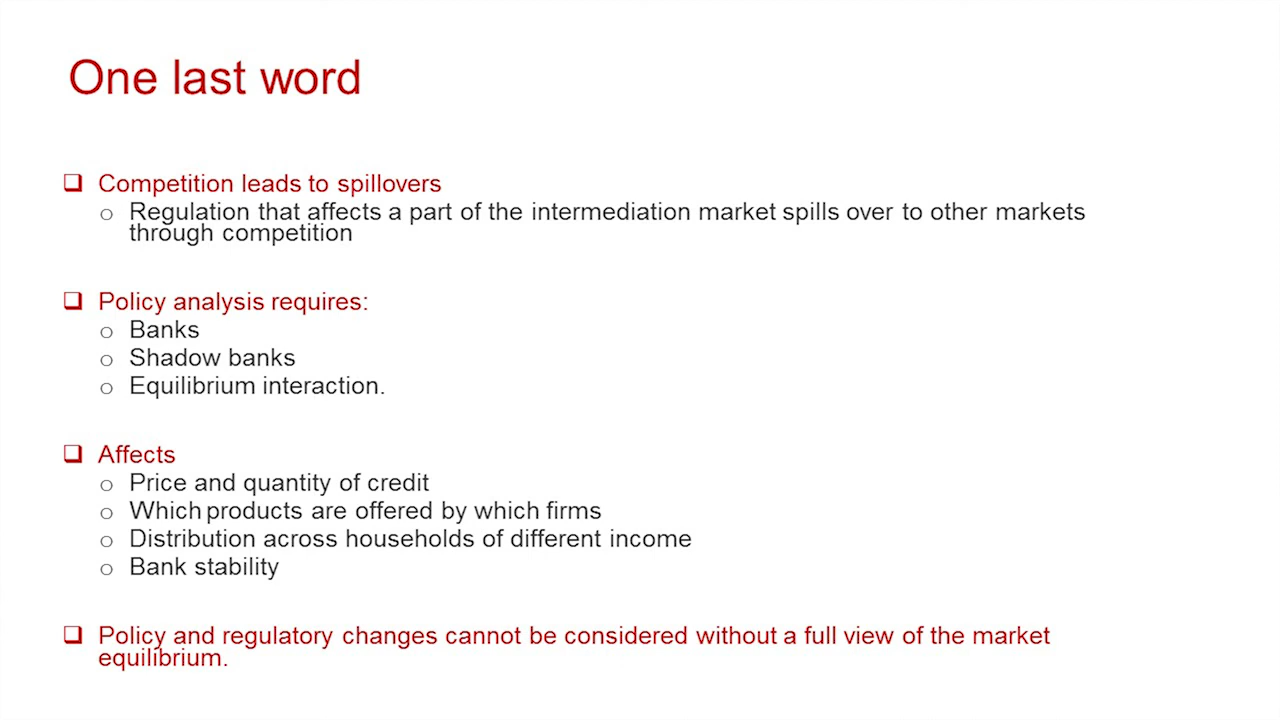 One last word
❑ Competition leads to spillovers
o Regulation that affects a part of the intermediation market spills over to other markets
through competition
❑ Policy analysis requires:
o Banks
o Shadow banks
o Equilibrium interaction.
❑ Affects
o Price and quantity of credit
o Which products are offered by which firms
o Distribution across households of different income
o Bank stability
❑ Policy and regulatory changes cannot be considered without a full view of the market
equilibrium.